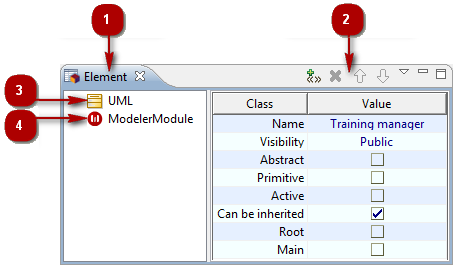 1
2
Element
3
UML
4
ModelerModule
Class Value
Name Training manager
Visibility Public
Abstract
Primitive
Active
Can be inherited
Root
Main